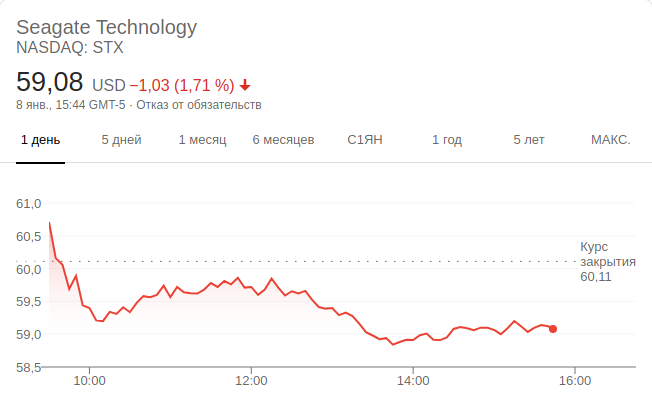 Seagate Technology
NASDAQ: STX
59,08 USD −1,03 (1,71 %)
8 янв., 15:44 GMT-5 · Отказ от обязательств
1 день 5 дней 1 месяц 6 месяцев С1ЯН 1 год 5 лет МАКС.
61,0
60,5
Курс
закрытия
60,11
60,0
59,5
59,0
58,5
10:00 12:00 14:00 16:00